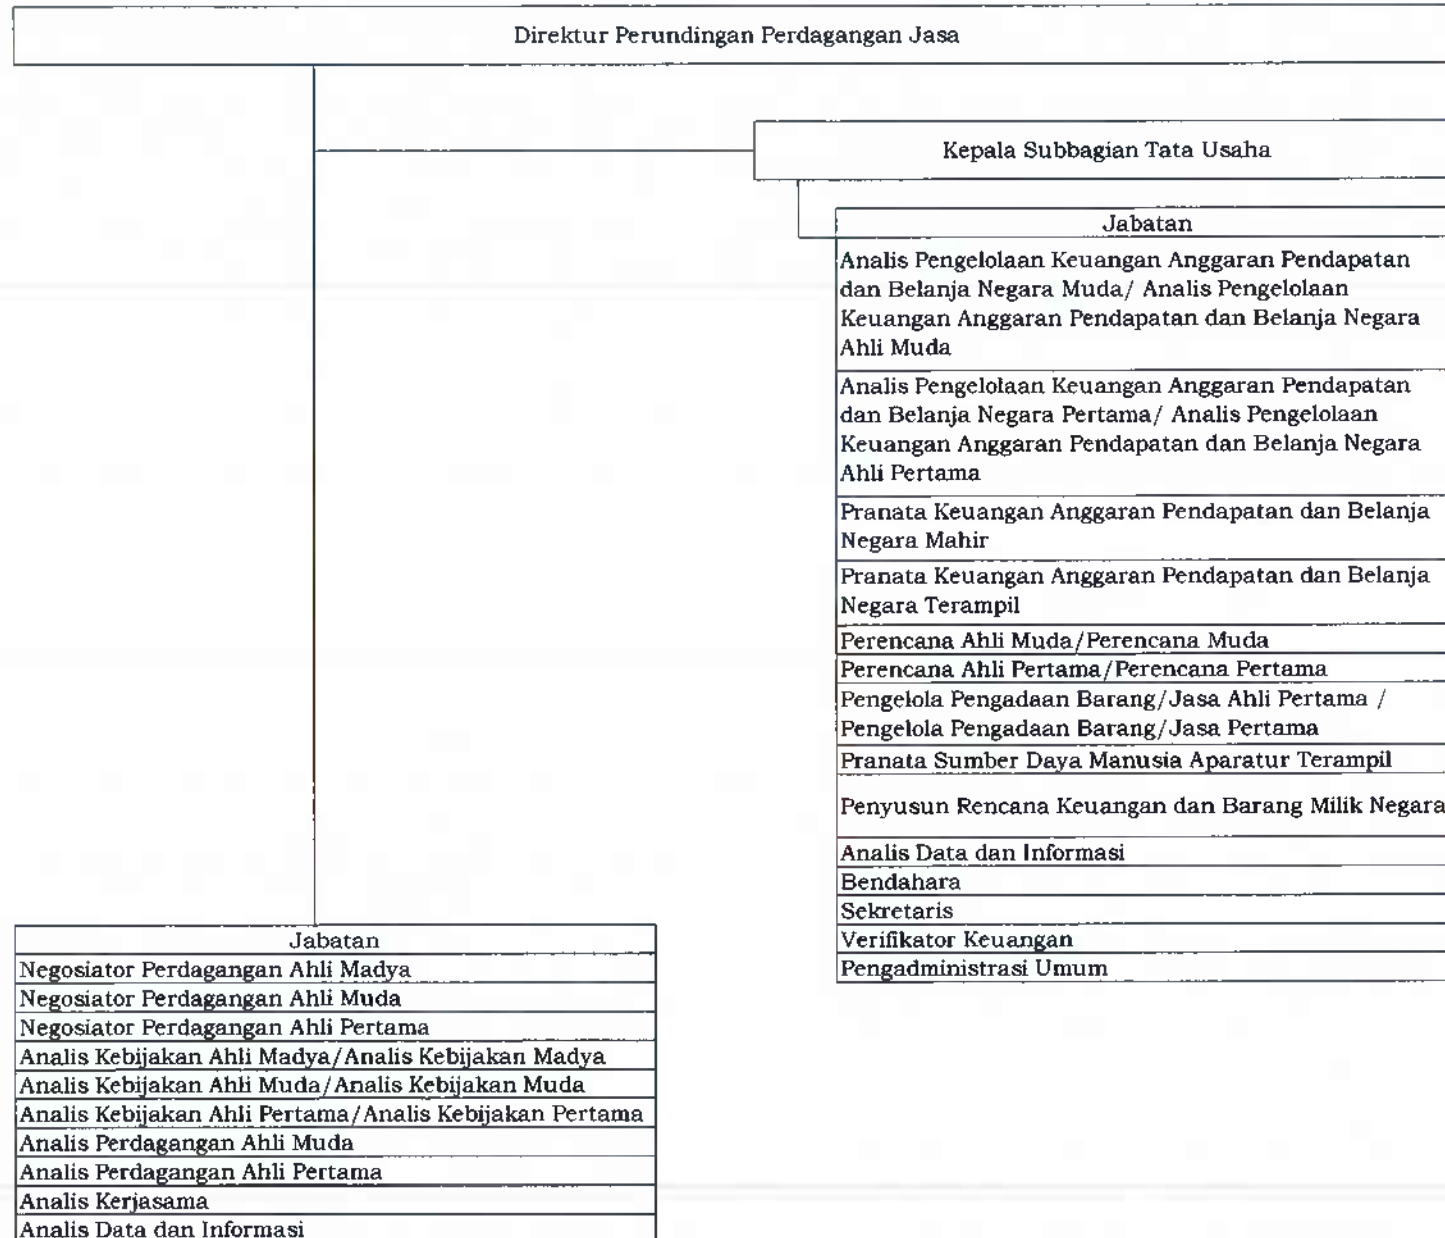 Direktur Perundingan Perdagangan Jasa
Kepala Subbagian Tata Usaha
Jabatan
Analis Pengelolaan Keuangan Anggaran Pendapatan
dan Belanja Negara Muda/ Analis Pengelolaan
Keuangan Anggaran Pendapatan dan Belanja Negara
Ahli Muda
Analis Pengelolaan Keuangan Anggaran Pendapatan
dan Belanja Negara Pertama/ Analis Pengelolaan
Keuangan Anggaran Pendapatan dan Belanja Negara
Ahli Pertama
Pranata Keuangan Anggaran Pendapatan dan Belanja
Negara Mahir
Pranata Keuangan Anggaran Pendapatan dan Belanja
Negara Terampil
Perencana Ahli Muda/Perencana Muda
Perencana Ahli Pertama/Perencana Pertama
Pengelola Pengadaan Barang/Jasa Ahli Pertama /
Pengelola Pengadaan Barang/Jasa Pertama
Pranata Sumber Daya Manusia Aparatur Terampil
Penyusun Rencana Keuangan dan Barang Milik Negara
Analis Data dan Informasi
Bendahara
Sekretaris
Verifikator Keuangan
Pengadministrasi Umum
Jabatan
Negosiator Perdagangan Ahli Madya
Negosiator Perdagangan Ahli Muda
Negosiator Perdagangan Ahli Pertama
Analis Kebijakan Ahli Madya/Analis Kebijakan Madya
Analis Kebijakan Ahli Muda/Analis Kebijakan Muda
Analis Kebijakan Ahli Pertama/Analis Kebijakan Pertama
Analis Perdagangan Ahli Muda
Analis Perdagangan Ahli Pertama
Analis Kerjasama
Analis Data dan Informasi